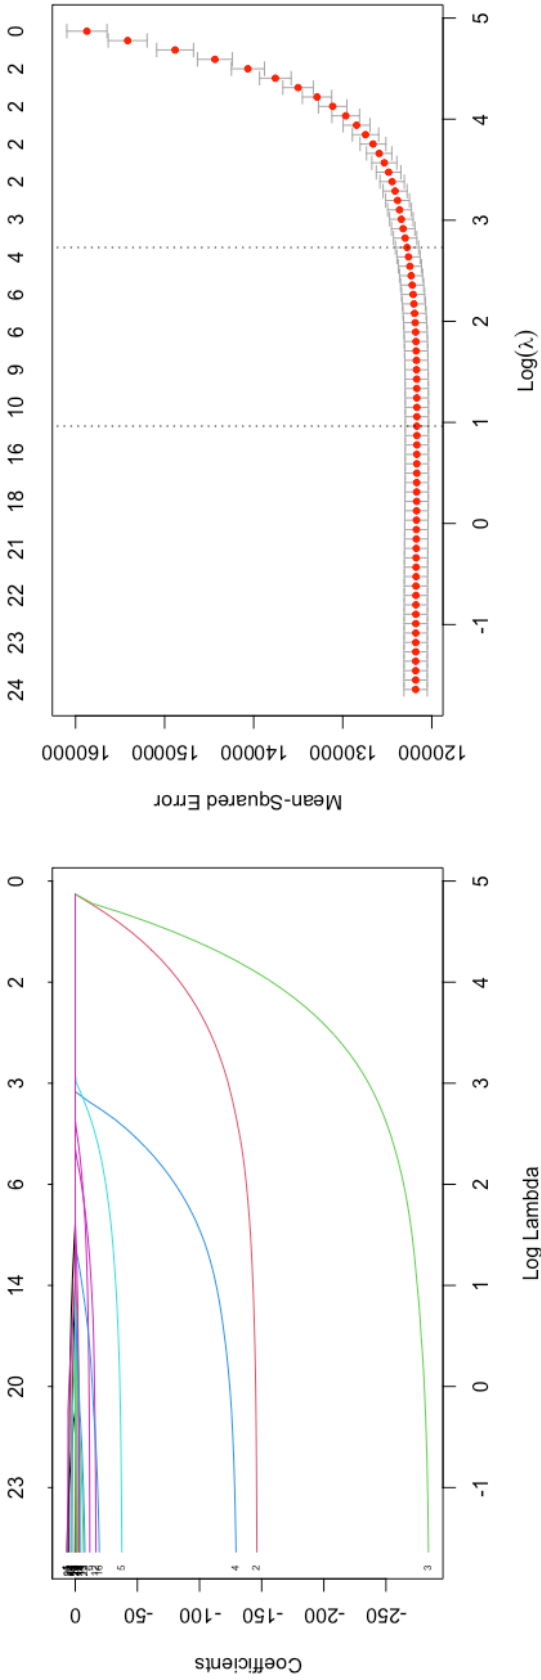 23 20 14 6 3 2 0
Coefficients
0
-50
-100
-150
-200
-250
5
4
2
3
-1 0 1 2 3 4 5
Log Lambda
24 23 22 21 18 16 10 9 6 6 4 3 2 2 2 2 0
Mean-Squared Error
160000
150000
140000
130000
120000
-1 0 1 2 3 4 5
Log(λ)